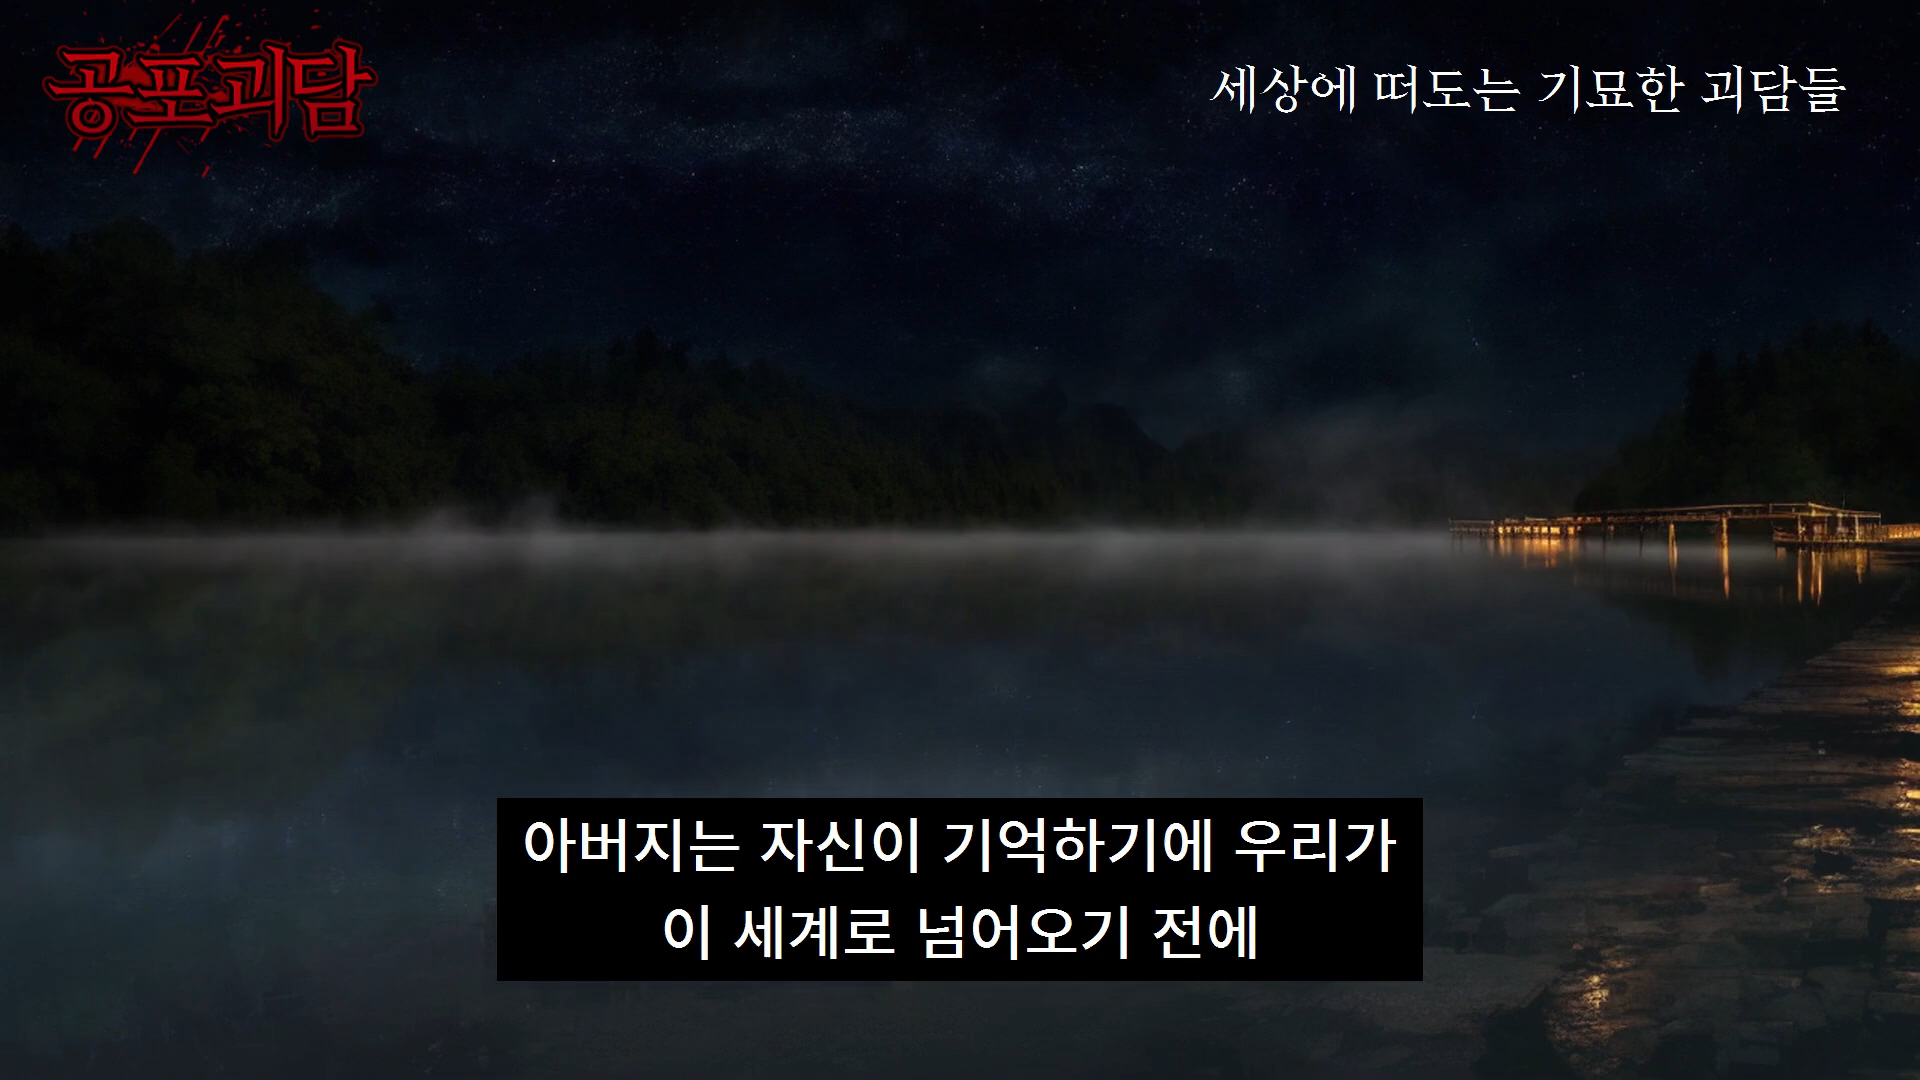 공포괴담
세상에 떠도는 기묘한 괴담들
아버지는 자신이 기억하기에 우리가
이 세계로 넘어오기 전에